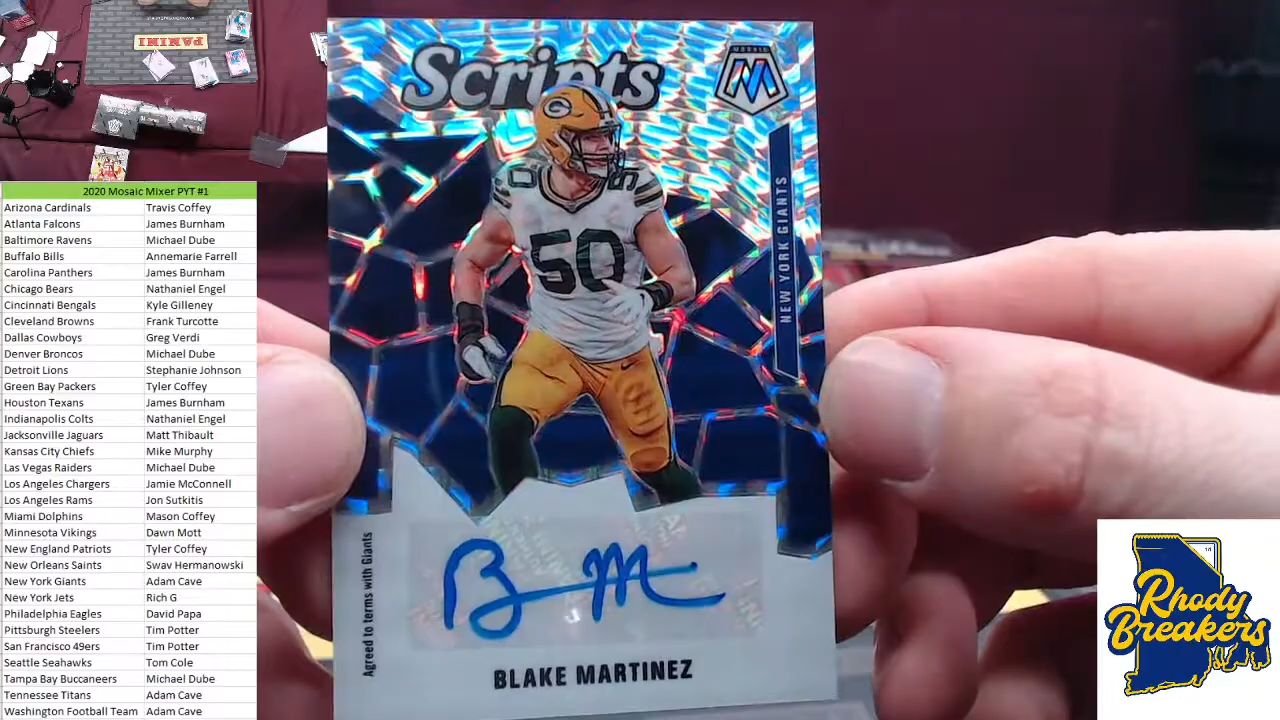 PANINI
2020 Mosaic Mixer PYT #1
Arizona Cardinals Travis Coffey
Atlanta Falcons James Burnham
Baltimore Ravens Michael Dube
Buffalo Bills Annemarie Farrell
Carolina Panthers James Burnham
Chicago Bears Nathaniel Engel
Cincinnati Bengals Kyle Gilleney
Cleveland Browns Frank Turcotte
Dallas Cowboys Greg Verdi
Denver Broncos Michael Dube
Detroit Lions Stephanie Johnson
Green Bay Packers Tyler Coffey
Houston Texans James Burnham
Indianapolis Colts Nathaniel Engel
Jacksonville Jaguars Matt Thibault
Kansas City Chiefs Mike Murphy
Las Vegas Raiders Michael Dube
Los Angeles Chargers Jamie McConnell
Los Angeles Rams Jon Sutkitis
Miami Dolphins Mason Coffey
Minnesota Vikings Dawn Mott
New England Patriots Tyler Coffey
New Orleans Saints Sway Hermanowski
New York Giants Adam Cave
New York Jets Rich G
Philadelphia Eagles David Papa
Pittsburgh Steelers Tim Potter
San Francisco 49ers Tim Potter
Seattle Seahawks Tom Cole
Tampa Bay Buccaneers Michael Dube
Tennessee Titans Adam Cave
Washington Football Team Adam Cave
Scripts
MOSAIC
G
50
50
NEW YORK GIANTS
Agreed to terms with Giants
B M
BLAKE MARTINEZ
Rhody
Breakers